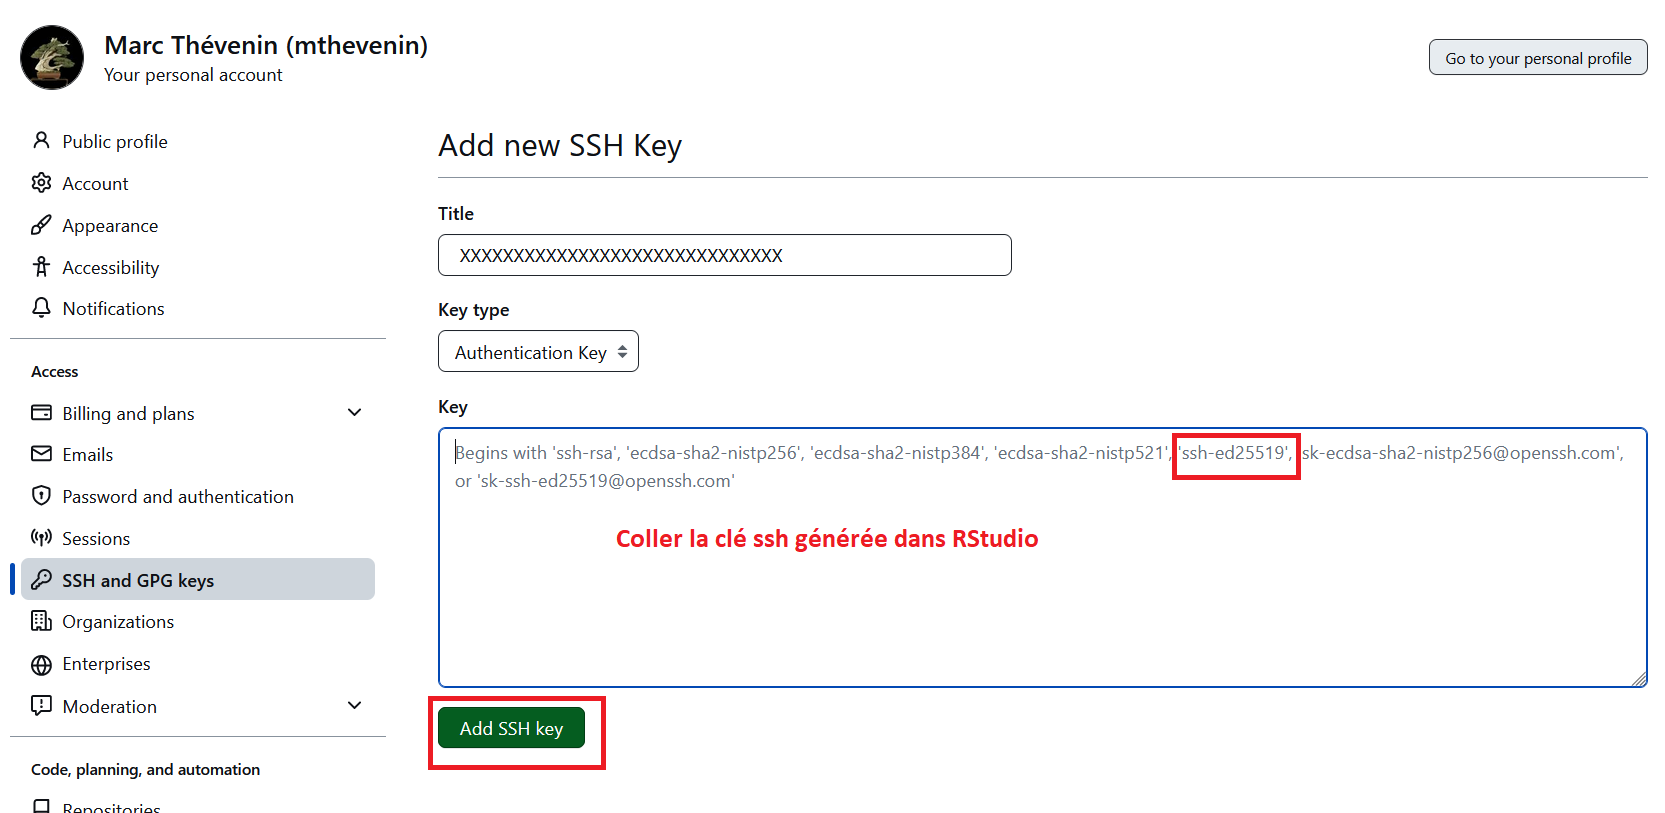 Marc Thévenin (mthevenin)
Your personal account
Go to your personal profile
Public profile
Account
Appearance
Accessibility
Notifications
Access
Billing and plans
Emails
Password and authentication
Sessions
SSH and GPG keys
Organizations
Enterprises
Moderation
Code, planning, and automation
Repositories
Add new SSH Key
Title
XXXXXXXXXXXXXXXXXXXXXXXXXXXXXX
Key type
Authentication Key
Key
Begins with 'ssh-rsa', 'ecdsa-sha2-nistp256', 'ecdsa-sha2-nistp384', 'ecdsa-sha2-nistp521', 'ssh-ed25519', 'sk-ecdsa-sha2-nistp256@openssh.com',
or 'sk-ssh-ed25519@openssh.com'
Coller la clé ssh générée dans RStudio
Add SSH key